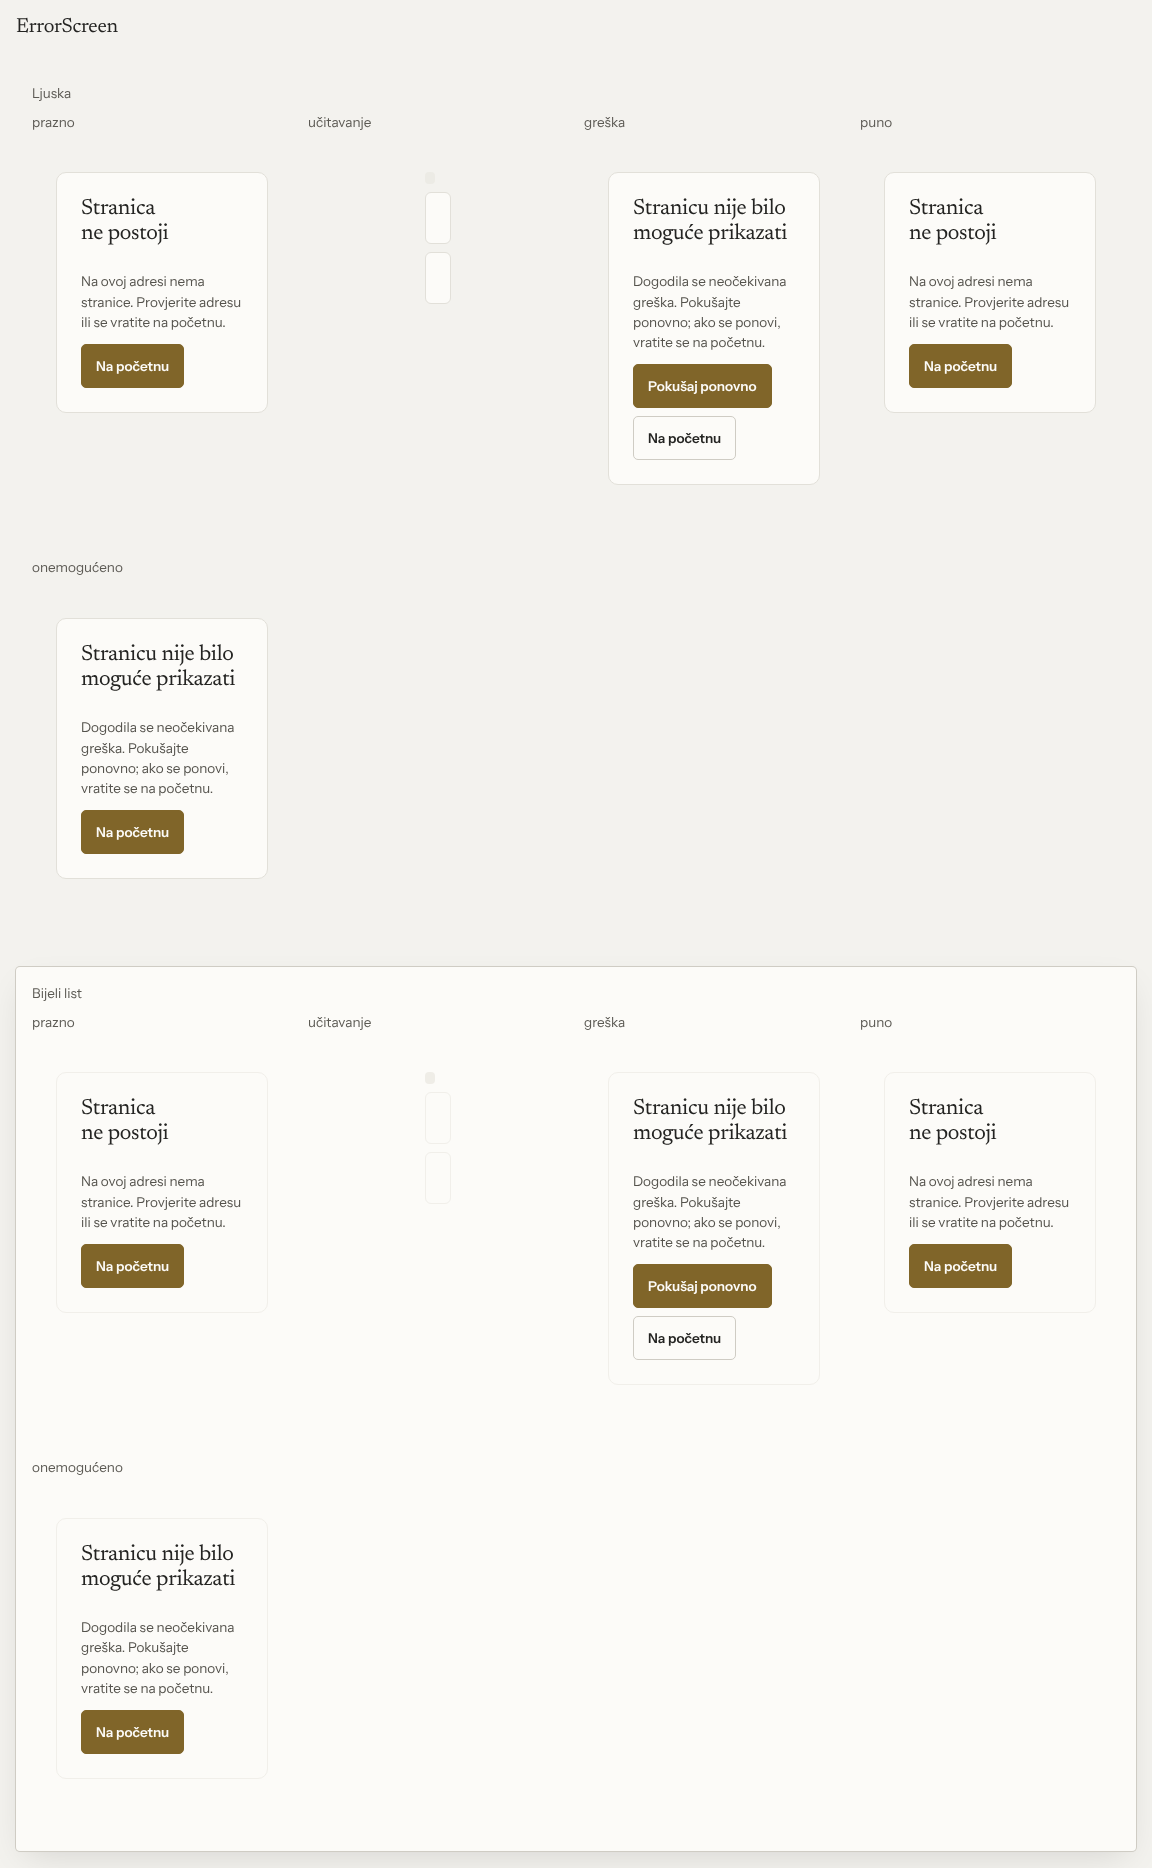 ErrorScreen
Ljuska
prazno
učitavanje
greška
puno
Stranica
ne postoji
Na ovoj adresi nema
stranice. Provjerite adresu
ili se vratite na početnu.
Na početnu
Stranicu nije bilo
moguće prikazati
Dogodila se neočekivana
greška. Pokušajte
ponovno; ako se ponovi,
vratite se na početnu.
Pokušaj ponovno
Na početnu
Stranica
ne postoji
Na ovoj adresi nema
stranice. Provjerite adresu
ili se vratite na početnu.
Na početnu
onemogućeno
Stranicu nije bilo
moguće prikazati
Dogodila se neočekivana
greška. Pokušajte
ponovno; ako se ponovi,
vratite se na početnu.
Na početnu
Bijeli list
prazno
učitavanje
greška
puno
Stranica
ne postoji
Na ovoj adresi nema
stranice. Provjerite adresu
ili se vratite na početnu.
Na početnu
Stranicu nije bilo
moguće prikazati
Dogodila se neočekivana
greška. Pokušajte
ponovno; ako se ponovi,
vratite se na početnu.
Pokušaj ponovno
Na početnu
Stranica
ne postoji
Na ovoj adresi nema
stranice. Provjerite adresu
ili se vratite na početnu.
Na početnu
onemogućeno
Stranicu nije bilo
moguće prikazati
Dogodila se neočekivana
greška. Pokušajte
ponovno; ako se ponovi,
vratite se na početnu.
Na početnu